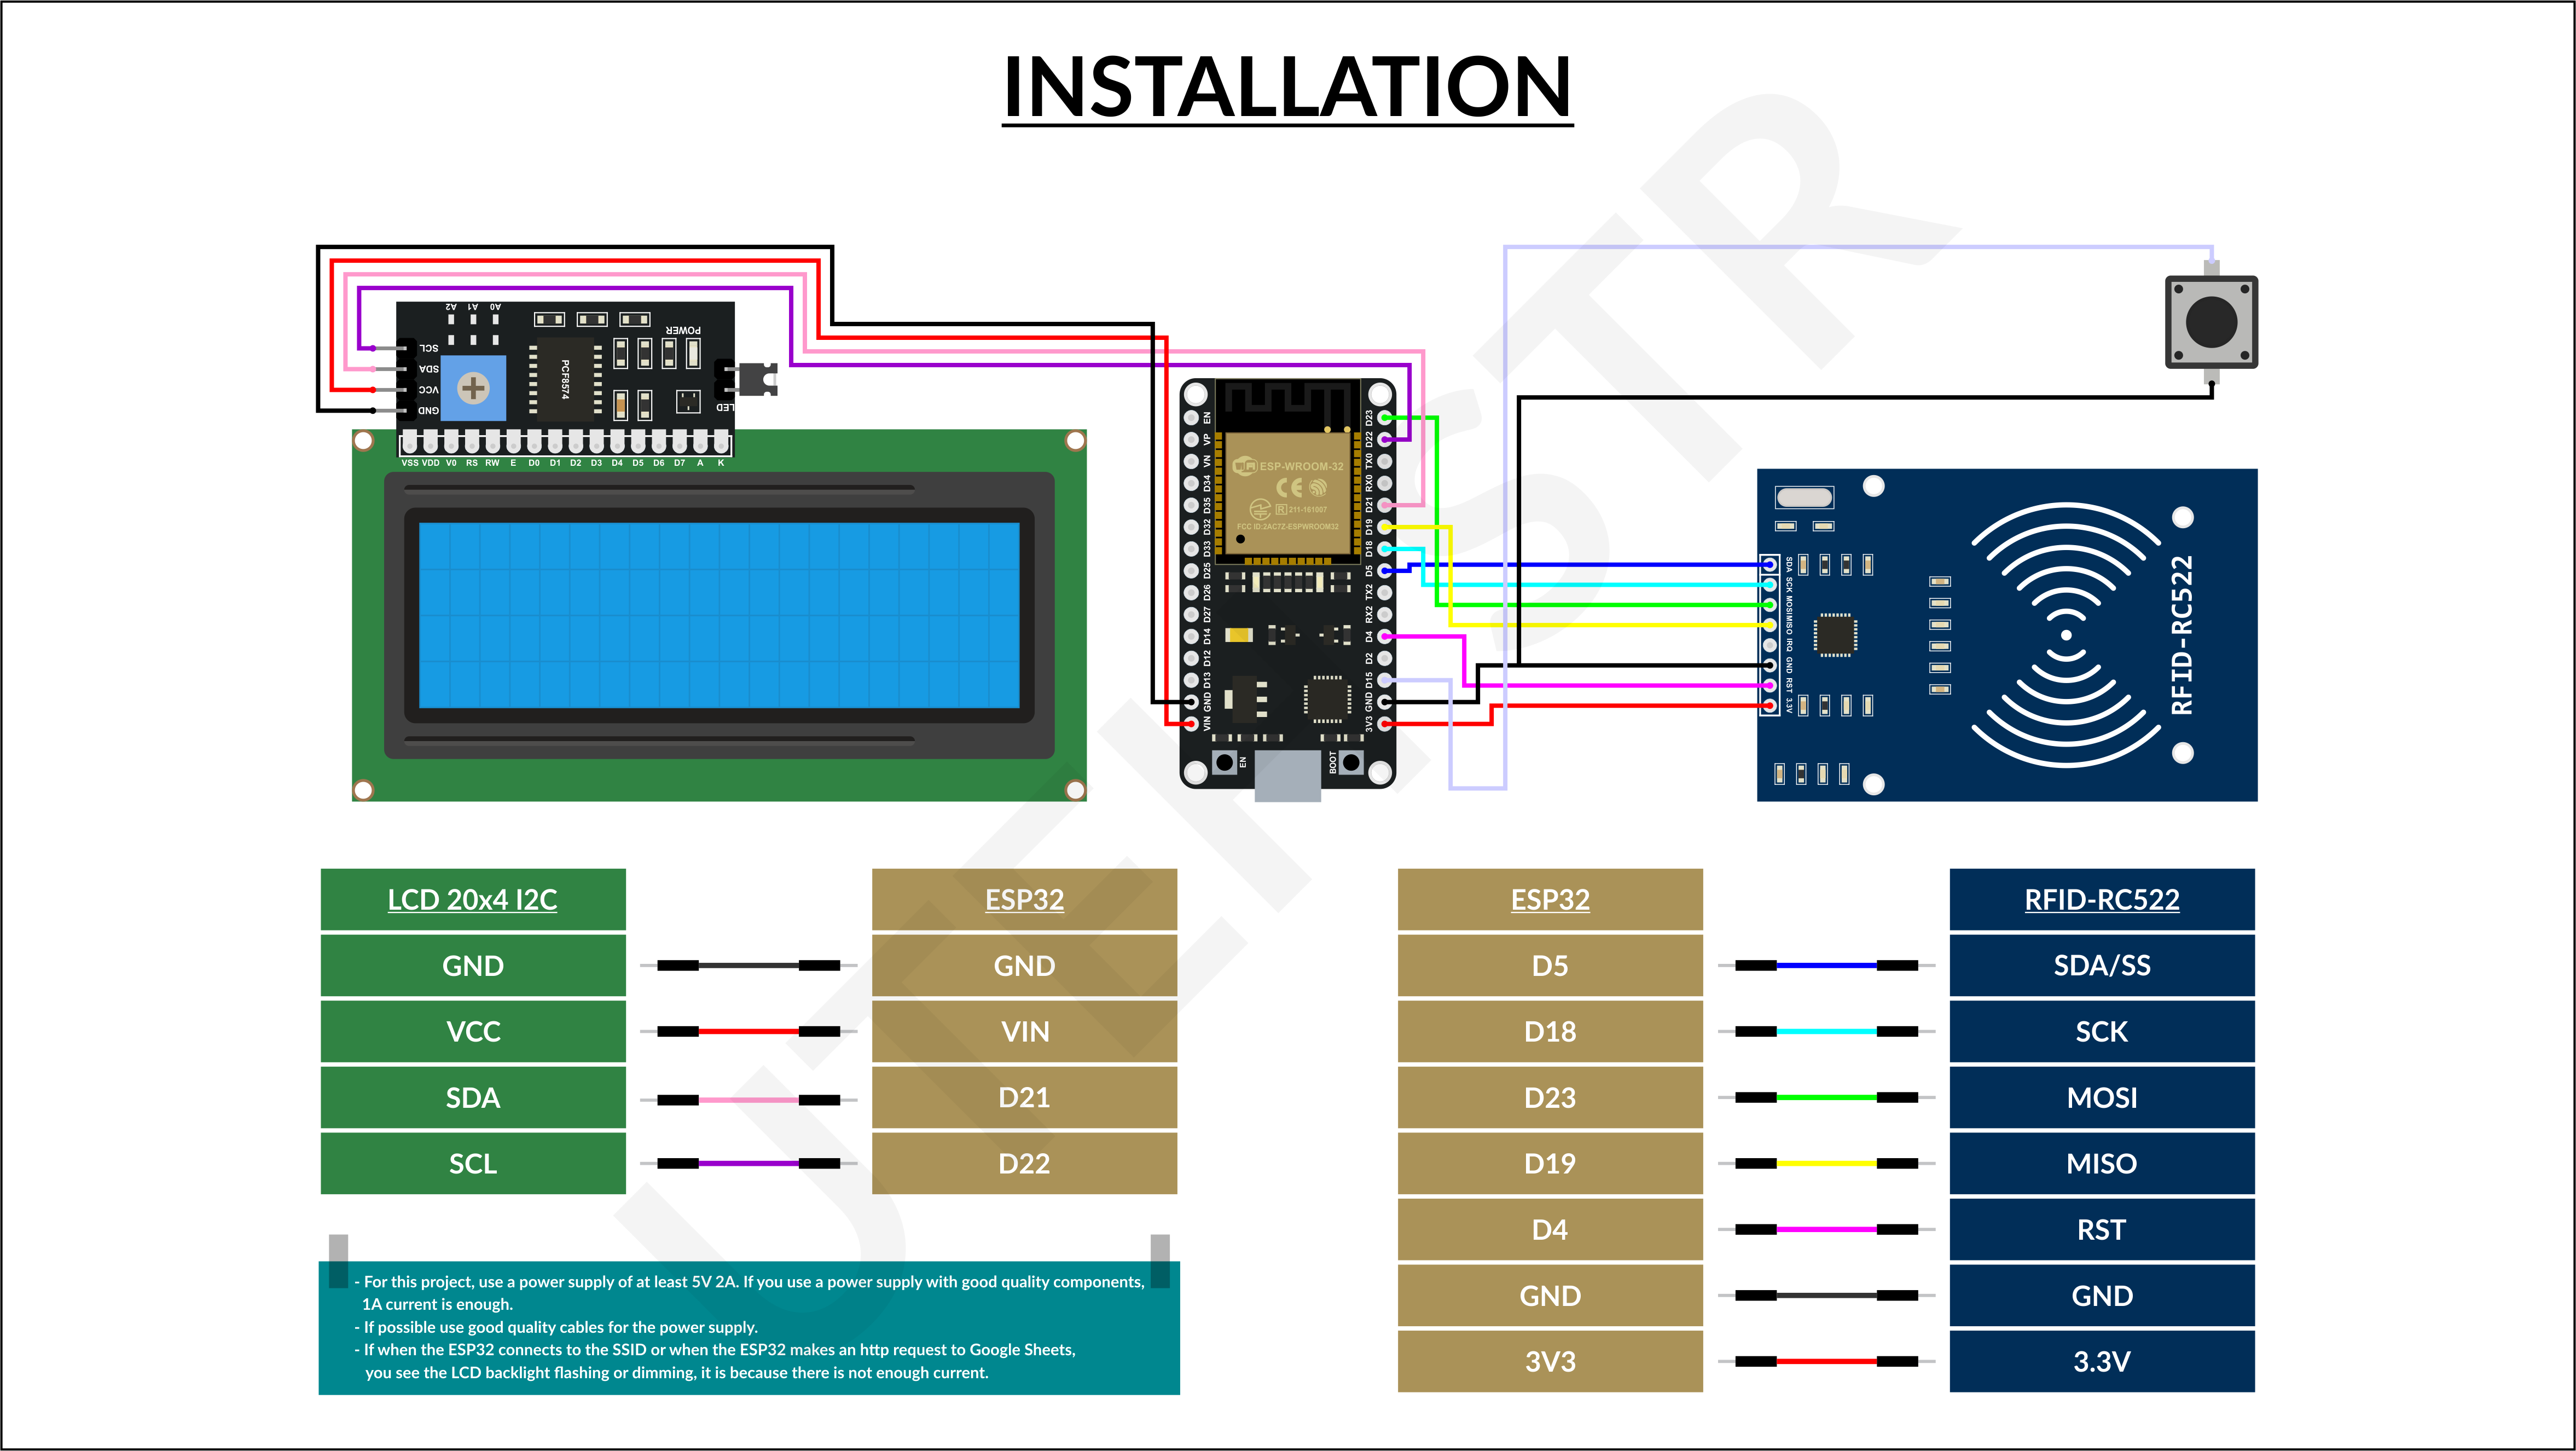 INSTALLATION
A2 A1 A0
POWER
SCL
SDA
VCC
GND
PCF8574
LED
VSS VDD V0 RS RW E D0 D1 D2 D3 D4 D5 D6 D7 A K
EN
VP
VN
D34
D35
D32
D33
D25
D26
D27
D14
D12
D13
GND
VIN
ESP-WROOM-32
CE
R 211-161007
FCC ID:2AC7Z-ESPWROOM32
D23
D22
TX0
RX0
D21
D19
D18
D5
TX2
RX2
D4
D2
D15
GND
3V3
EN
BOOT
SDA
SCK
MOSI
MISO
IRQ
GND
RST
3.3V
RFID-RC522
LCD 20x4 I2C ESP32
GND GND
VCC VIN
SDA D21
SCL D22
ESP32 RFID-RC522
D5 SDA/SS
D18 SCK
D23 MOSI
D19 MISO
D4 RST
GND GND
3V3 3.3V
- For this project, use a power supply of at least 5V 2A. If you use a power supply with good quality components,
1A current is enough.
- If possible use good quality cables for the power supply.
- If when the ESP32 connects to the SSID or when the ESP32 makes an http request to Google Sheets,
you see the LCD backlight flashing or dimming, it is because there is not enough current.
UTEH STR